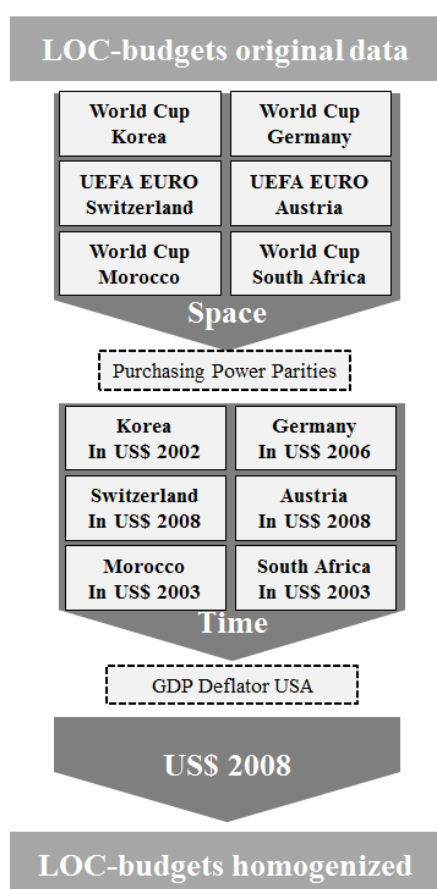 LOC-budgets original data
World Cup
Korea
World Cup
Germany
UEFA EURO
Switzerland
UEFA EURO
Austria
World Cup
Morocco
World Cup
South Africa
Space
Purchasing Power Parities
Korea
In US$ 2002
Germany
In US$ 2006
Switzerland
In US$ 2008
Austria
In US$ 2008
Morocco
In US$ 2003
South Africa
In US$ 2003
Time
GDP Deflator USA
US$ 2008
LOC-budgets homogenized